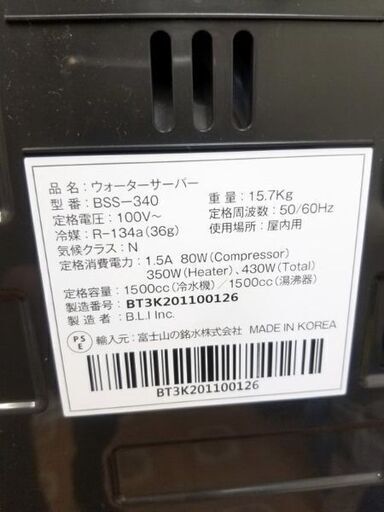 品 名：ウォーターサーバー
型 番：BSS－340
重 量：15.7Kg
定格電圧：100V～
定格周波数：50/60Hz
冷媒：R-134a(36g)
使用場所：屋内用
気候クラス：N
定格消費電力：1.5A 80W(Compressor)
350W(Heater)、430W(Total)
定格容量：1500cc(冷水機)／1500cc(湯沸器)
製造番号：BT3K201100126
製造者：B.L.I Inc.
PS
E
輸入元：富士山の銘水株式会社 MADE IN KOREA
BT3K201100126